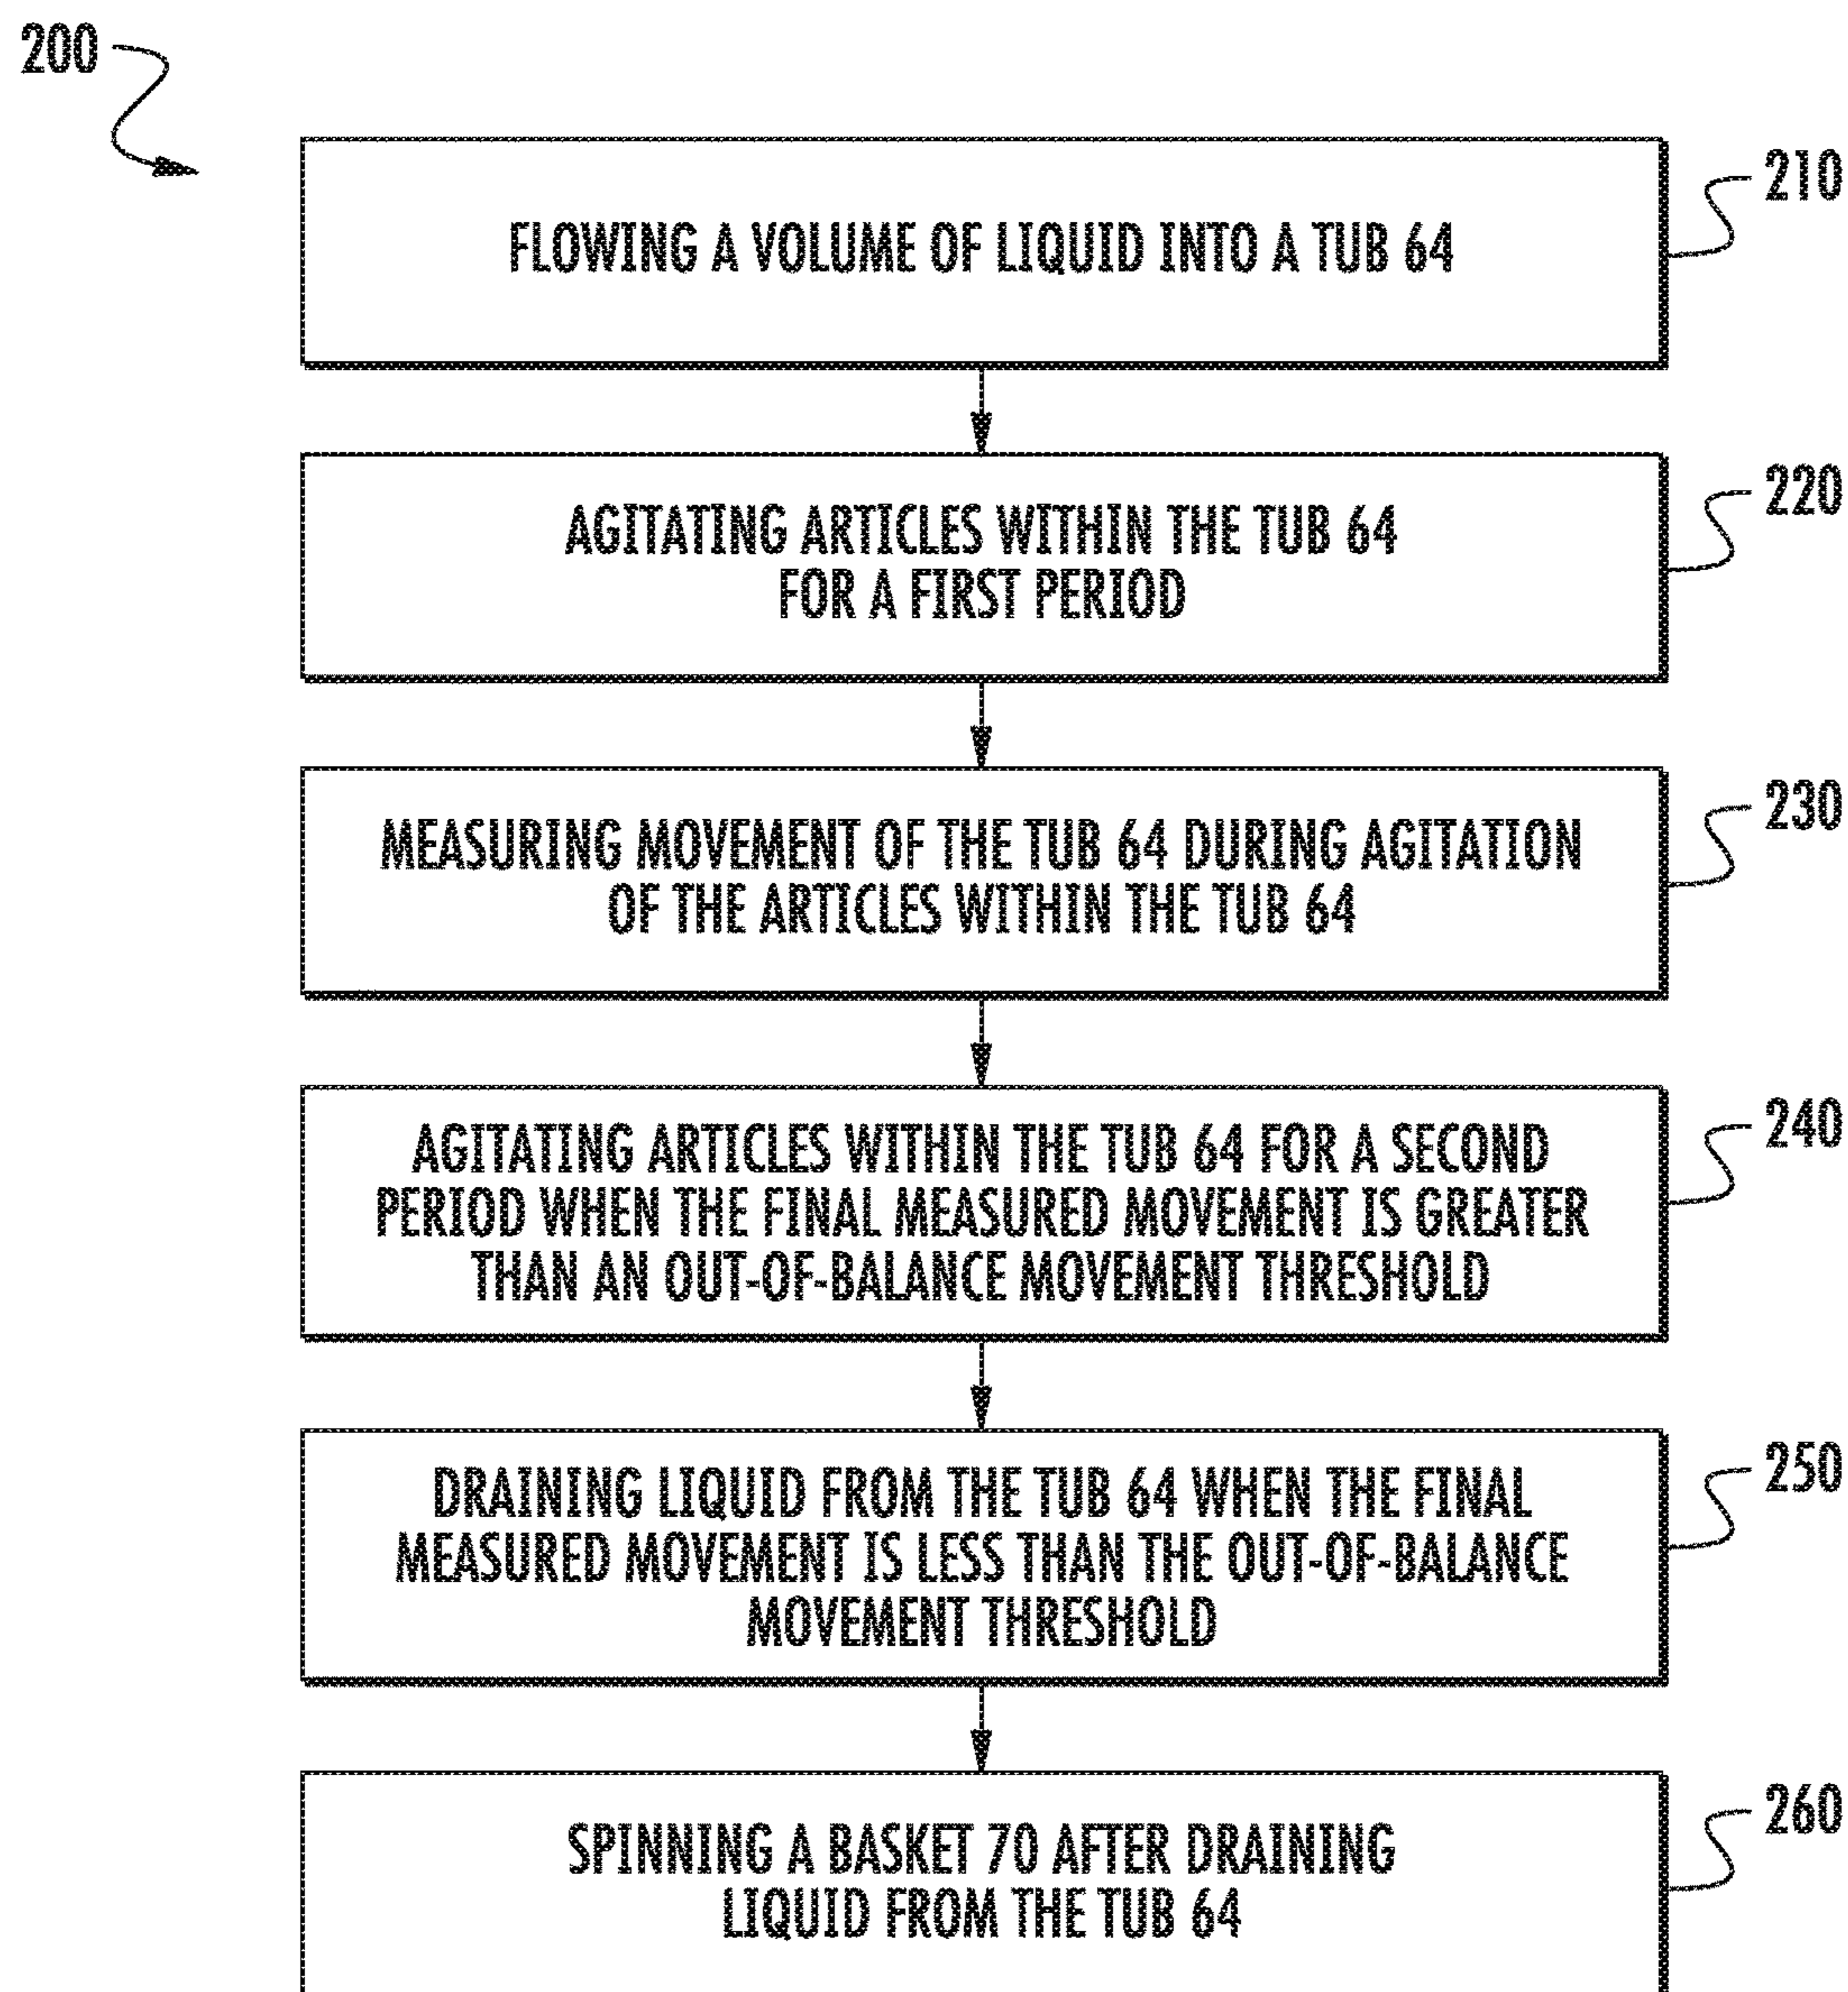 200
FLOWING A VOLUME OF LIQUID INTO A TUB 64
210
AGITATING ARTICLES WITHIN THE TUB 64
FOR A FIRST PERIOD
220
MEASURING MOVEMENT OF THE TUB 64 DURING AGITATION
OF THE ARTICLES WITHIN THE TUB 64
230
AGITATING ARTICLES WITHIN THE TUB 64 FOR A SECOND
PERIOD WHEN THE FINAL MEASURED MOVEMENT IS GREATER
THAN AN OUT-OF-BALANCE MOVEMENT THRESHOLD
240
DRAINING LIQUID FROM THE TUB 64 WHEN THE FINAL
MEASURED MOVEMENT IS LESS THAN THE OUT-OF-BALANCE
MOVEMENT THRESHOLD
250
SPINNING A BASKET 70 AFTER DRAINING
LIQUID FROM THE TUB 64
260